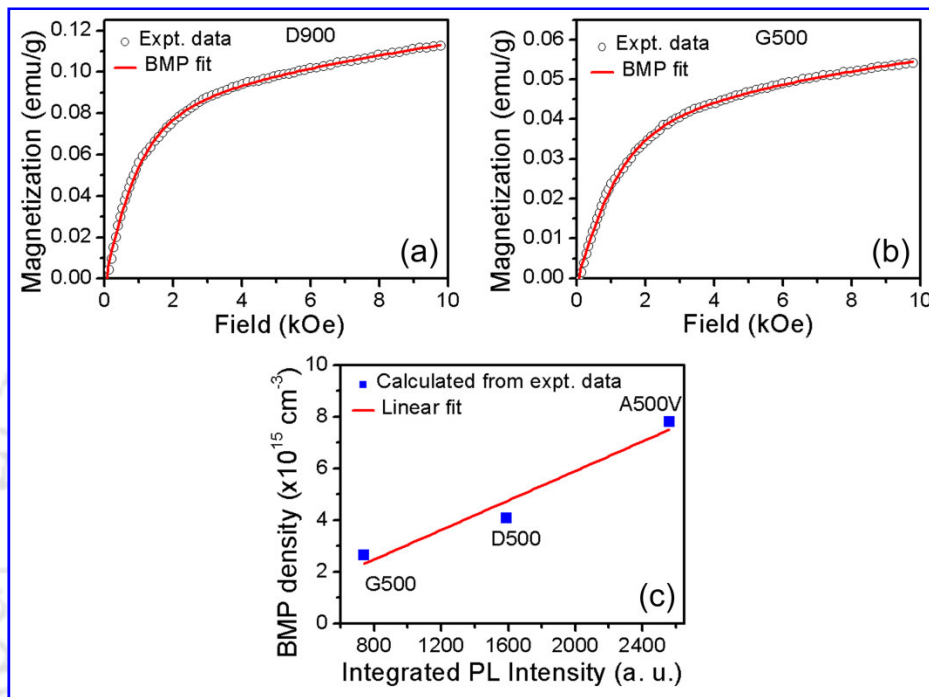 0.12
0.10
0.08
0.06
0.04
0.02
0.00
Magnetization (emu/g)
Expt. data
BMP fit
D900
(a)
0 2 4 6 8 10
Field (kOe)
0.06
0.05
0.04
0.03
0.02
0.01
0.00
Magnetization (emu/g)
Expt. data
BMP fit
G500
(b)
0 2 4 6 8 10
Field (kOe)
10
8
6
4
2
0
BMP density (x10¹⁵ cm⁻³)
Calculated from expt. data
Linear fit
A500V
D500
G500
(c)
800 1200 1600 2000 2400
Integrated PL Intensity (a. u.)